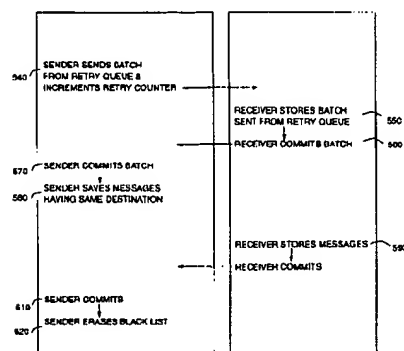 540
SENDER SENDS BATCH
FROM RETRY QUEUE &
INCREMENTS RETRY COUNTER
RECEIVER STORES BATCH
SENT FROM RETRY QUEUE
550
RECEIVER COMMITS BATCH
570
SENDER COMMITS BATCH
580
SENDER SAVES MESSAGES
HAVING SAME DESTINATION
RECEIVER STORES MESSAGES
590
RECEIVER COMMITS
610
SENDER COMMITS
620
SENDER ERASES BLACK LIST